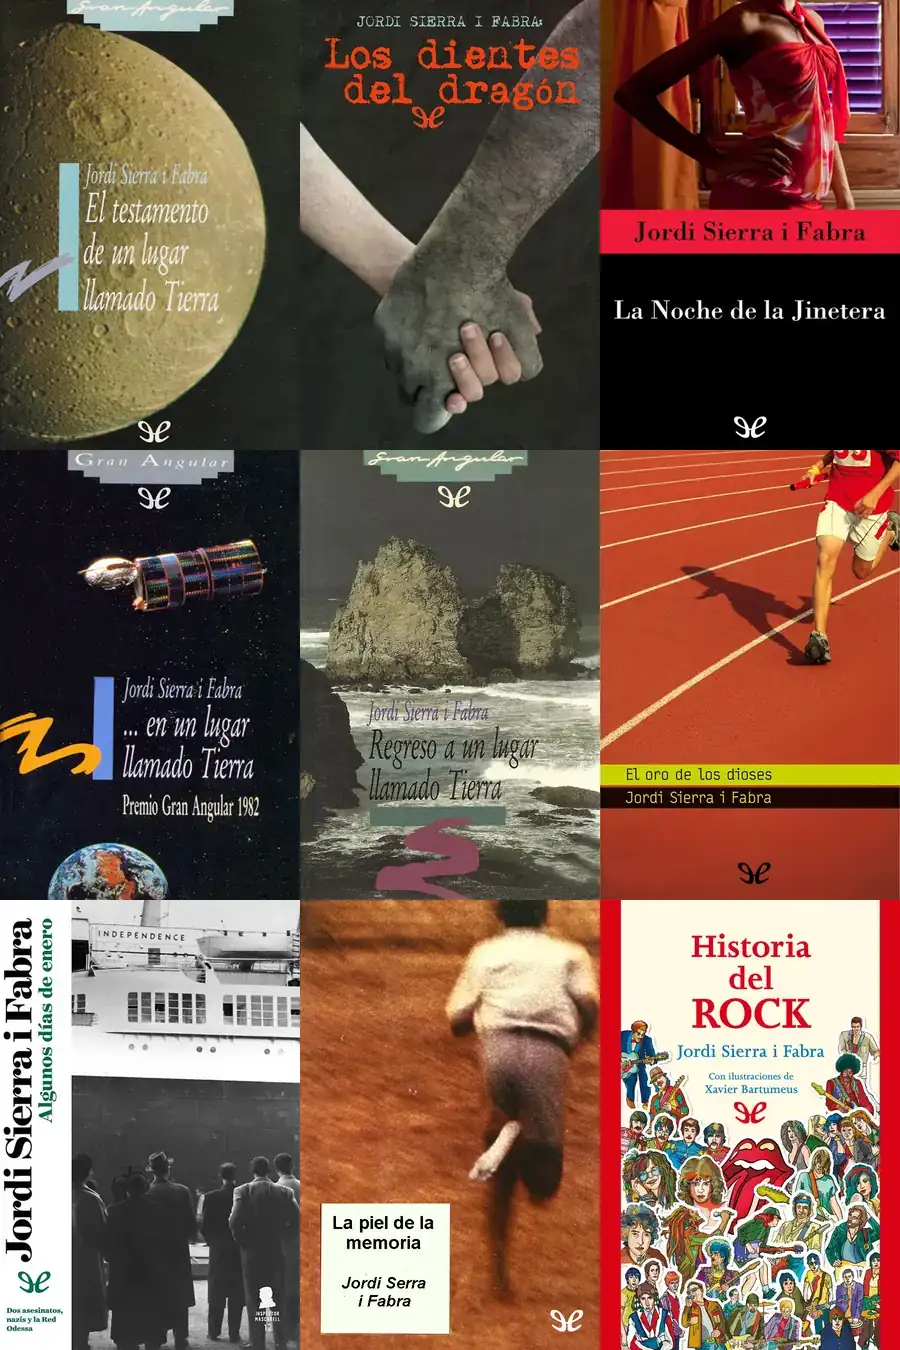 Gran Angular
Jordi Sierra i Fabra
El testamento
de un lugar
llamado Tierra
JORDI SIERRA I FABRA:
Los dientes
del dragón
Jordi Sierra i Fabra
La Noche de la Jinetera
Gran Angular
Jordi Sierra i Fabra
... en un lugar
llamado Tierra
Premio Gran Angular 1982
Gran Angular
Jordi Sierra i Fabra
Regreso a un lugar
llamado Tierra
33
El oro de los dioses
Jordi Sierra i Fabra
Jordi Sierra i Fabra
Algunos días de enero
Dos asesinatos,
nazis y la Red
Odessa
INDEPENDENCE
INSPECTOR
MASCARELL
La piel de la
memoria
Jordi Serra
i Fabra
Historia
del
ROCK
Jordi Sierra i Fabra
Con ilustraciones de
Xavier Bartumeus